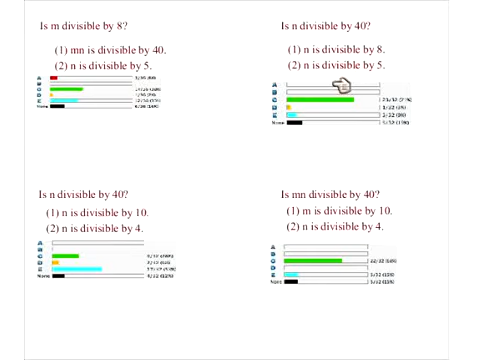 Is m divisible by 8?
(1) mn is divisible by 40.
(2) n is divisible by 5.
A
B
C
D
E
None
Is n divisible by 40?
(1) n is divisible by 8.
(2) n is divisible by 5.
A
B
C
D
E
None
Is n divisible by 40?
(1) n is divisible by 10.
(2) n is divisible by 4.
A
B
C
D
E
None
Is mn divisible by 40?
(1) m is divisible by 10.
(2) n is divisible by 4.
A
B
C
D
E
None